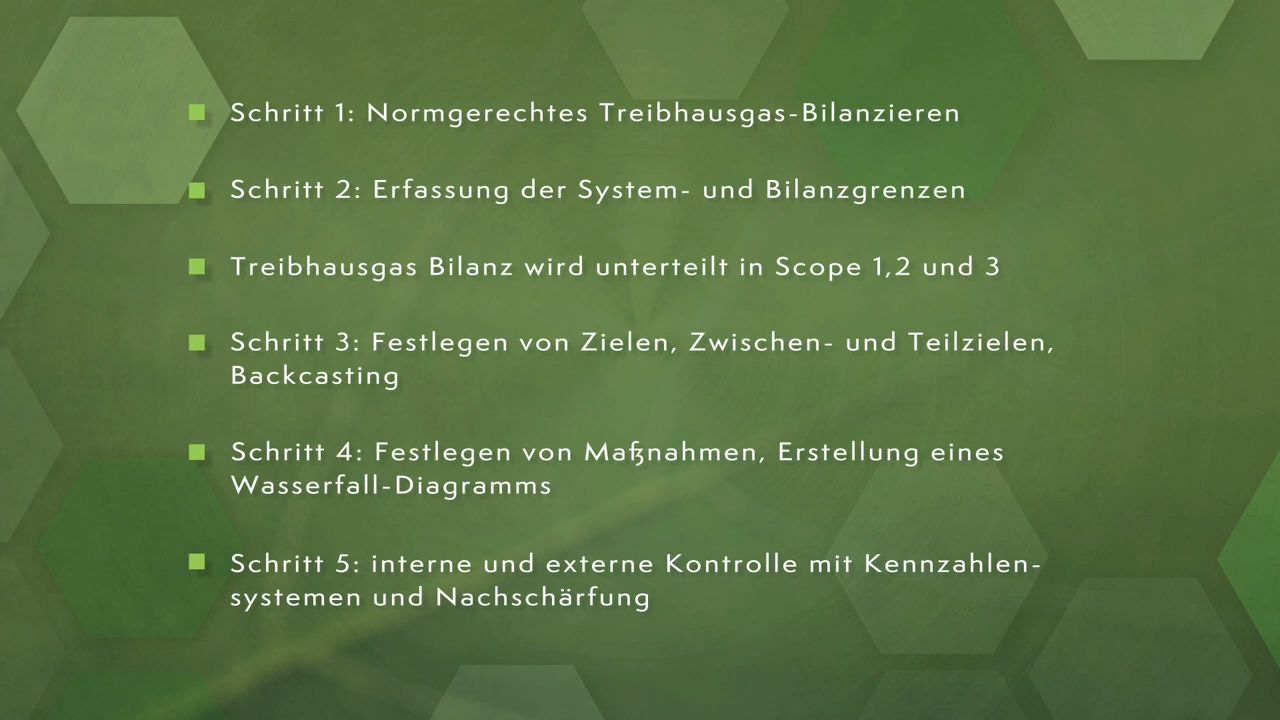 Schritt 1: Normgerechtes Treibhausgas-Bilanzieren
Schritt 2: Erfassung der System- und Bilanzgrenzen
Treibhausgas Bilanz wird unterteilt in Scope 1,2 und 3
Schritt 3: Festlegen von Zielen, Zwischen- und Teilzielen,
Backcasting
Schritt 4: Festlegen von Maßnahmen, Erstellung eines
Wasserfall-Diagramms
Schritt 5: interne und externe Kontrolle mit Kennzahlen-
systemen und Nachschärfung